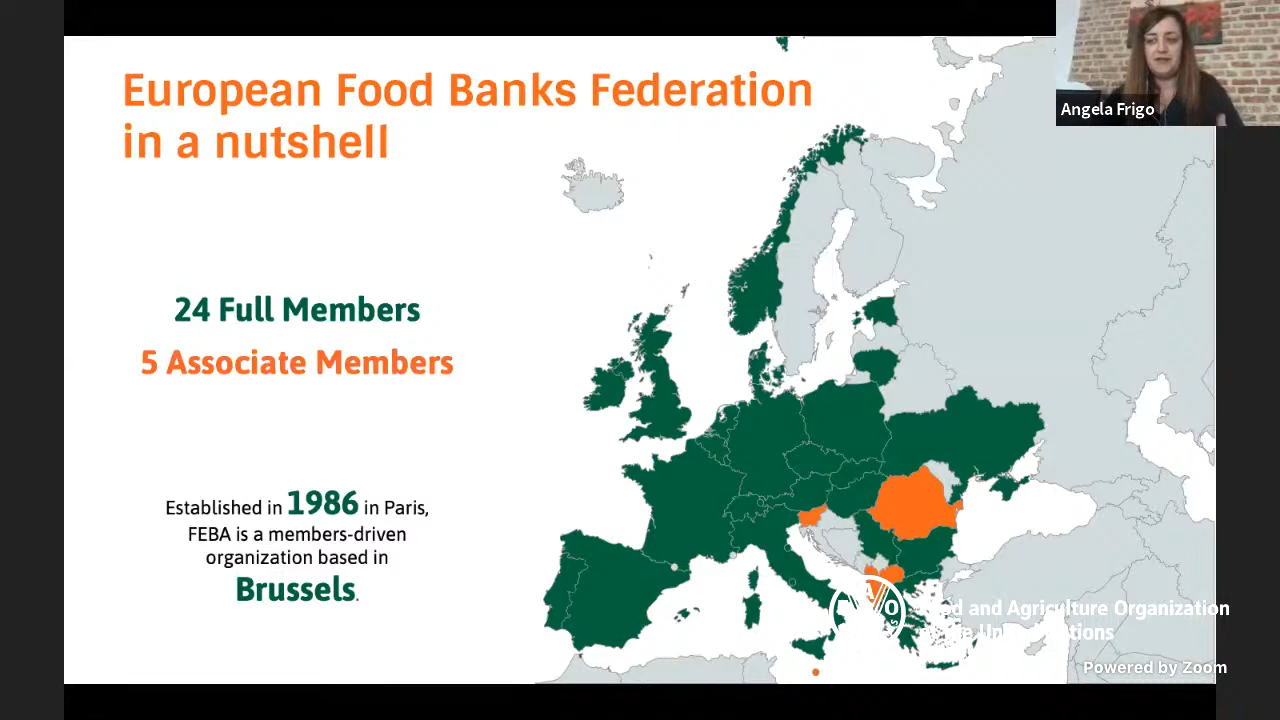 European Food Banks Federation
in a nutshell
Angela Frigo
24 Full Members
5 Associate Members
Established in 1986 in Paris,
FEBA is a members-driven
organization based in
Brussels.
and Agriculture Organization
Powered by Zoom